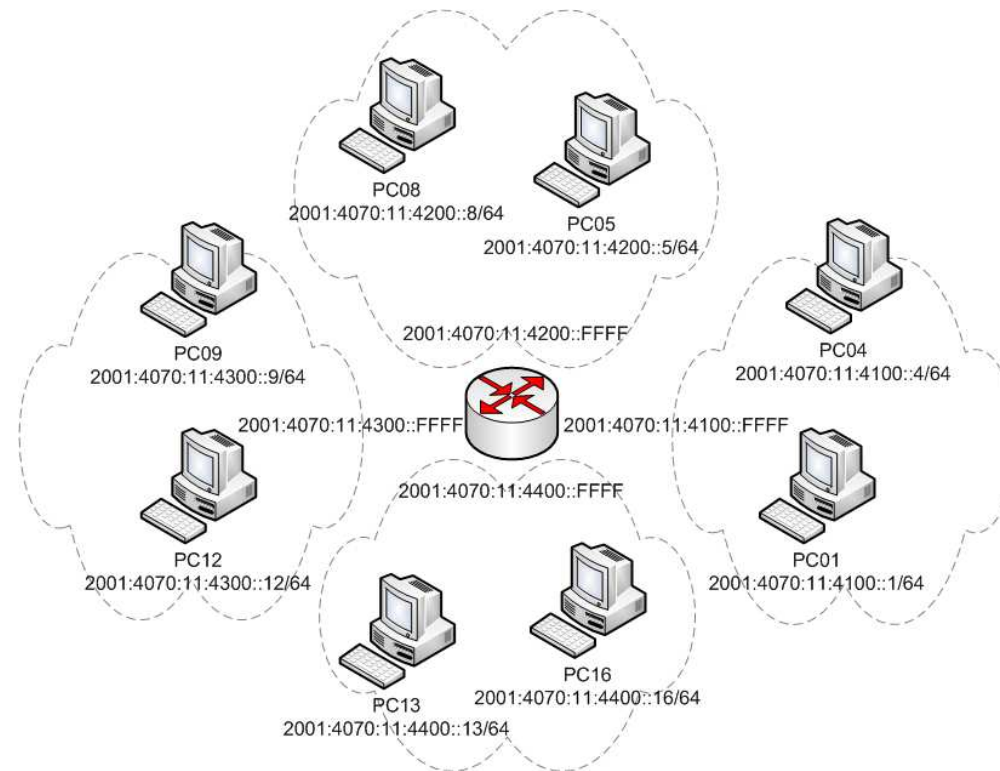 PC08
2001:4070:11:4200::8/64
PC05
2001:4070:11:4200::5/64
2001:4070:11:4200::FFFF
PC09
2001:4070:11:4300::9/64
PC04
2001:4070:11:4100::4/64
2001:4070:11:4300::FFFF
2001:4070:11:4100::FFFF
2001:4070:11:4400::FFFF
PC12
2001:4070:11:4300::12/64
PC01
2001:4070:11:4100::1/64
PC13
2001:4070:11:4400::13/64
PC16
2001:4070:11:4400::16/64